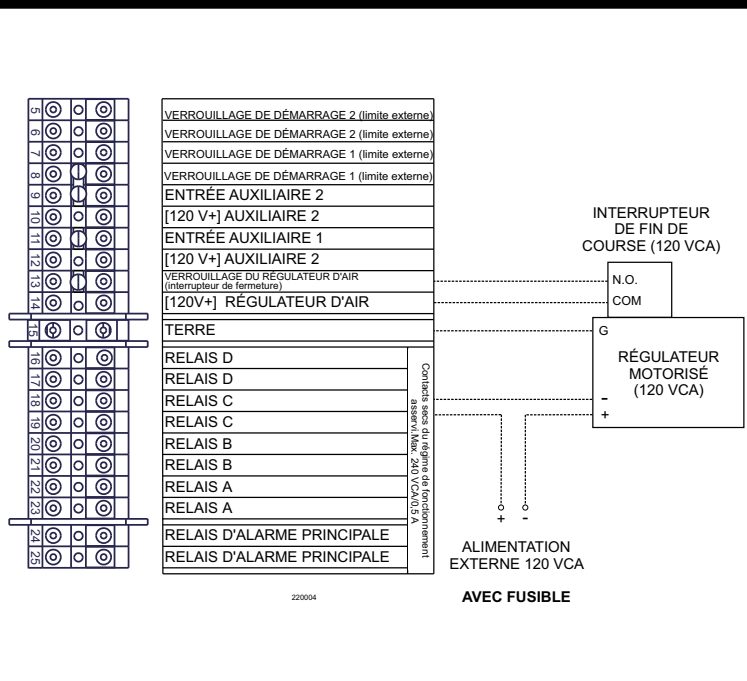 5
VERROUILLAGE DE DÉMARRAGE 2 (limite externe)
6
VERROUILLAGE DE DÉMARRAGE 2 (limite externe)
7
VERROUILLAGE DE DÉMARRAGE 1 (limite externe)
8
VERROUILLAGE DE DÉMARRAGE 1 (limite externe)
9
ENTRÉE AUXILIAIRE 2
10
[120 V+] AUXILIAIRE 2
11
ENTRÉE AUXILIAIRE 1
12
[120 V+] AUXILIAIRE 2
13
VERROUILLAGE DU RÉGULATEUR D'AIR
(interrupteur de fermeture)
14
[120V+] RÉGULATEUR D'AIR
15
TERRE
16
RELAIS D
17
RELAIS D
18
RELAIS C
19
RELAIS C
20
RELAIS B
21
RELAIS B
22
RELAIS A
23
RELAIS A
24
RELAIS D'ALARME PRINCIPALE
25
RELAIS D'ALARME PRINCIPALE
Contacts secs du régime de fonctionnement
asservi.Max. 240 VCA/0,5 A
INTERRUPTEUR
DE FIN DE
COURSE (120 VCA)
N.O.
COM
G
RÉGULATEUR
MOTORISÉ
(120 VCA)
-
+
+ -
ALIMENTATION
EXTERNE 120 VCA
AVEC FUSIBLE
220004